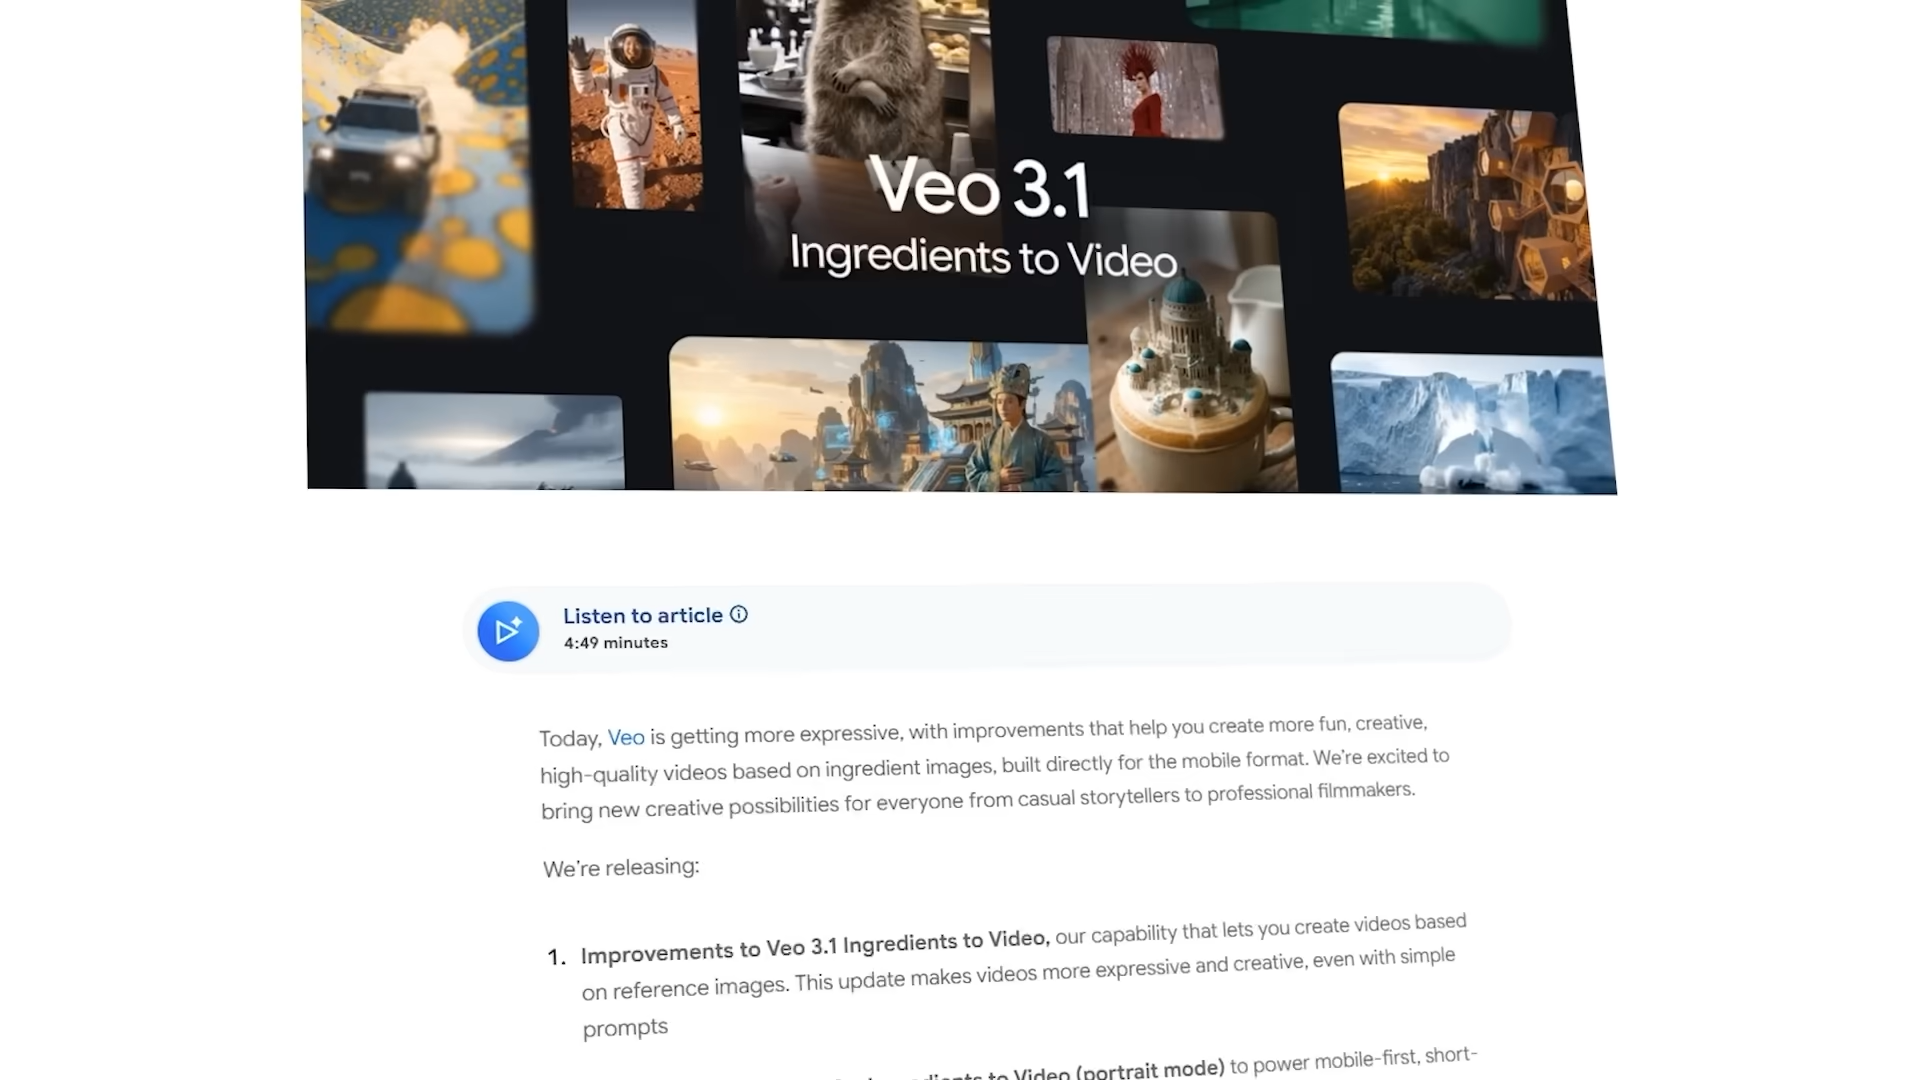 Veo 3.1
Ingredients to Video
Listen to article
4:49 minutes
Today, Veo is getting more expressive, with improvements that help you create more fun, creative,
high-quality videos based on ingredient images, built directly for the mobile format. We're excited to
bring new creative possibilities for everyone from casual storytellers to professional filmmakers.
We're releasing:
1. Improvements to Veo 3.1 Ingredients to Video, our capability that lets you create videos based
on reference images. This update makes videos more expressive and creative, even with simple
prompts
to Video (portrait mode) to power mobile-first, short-